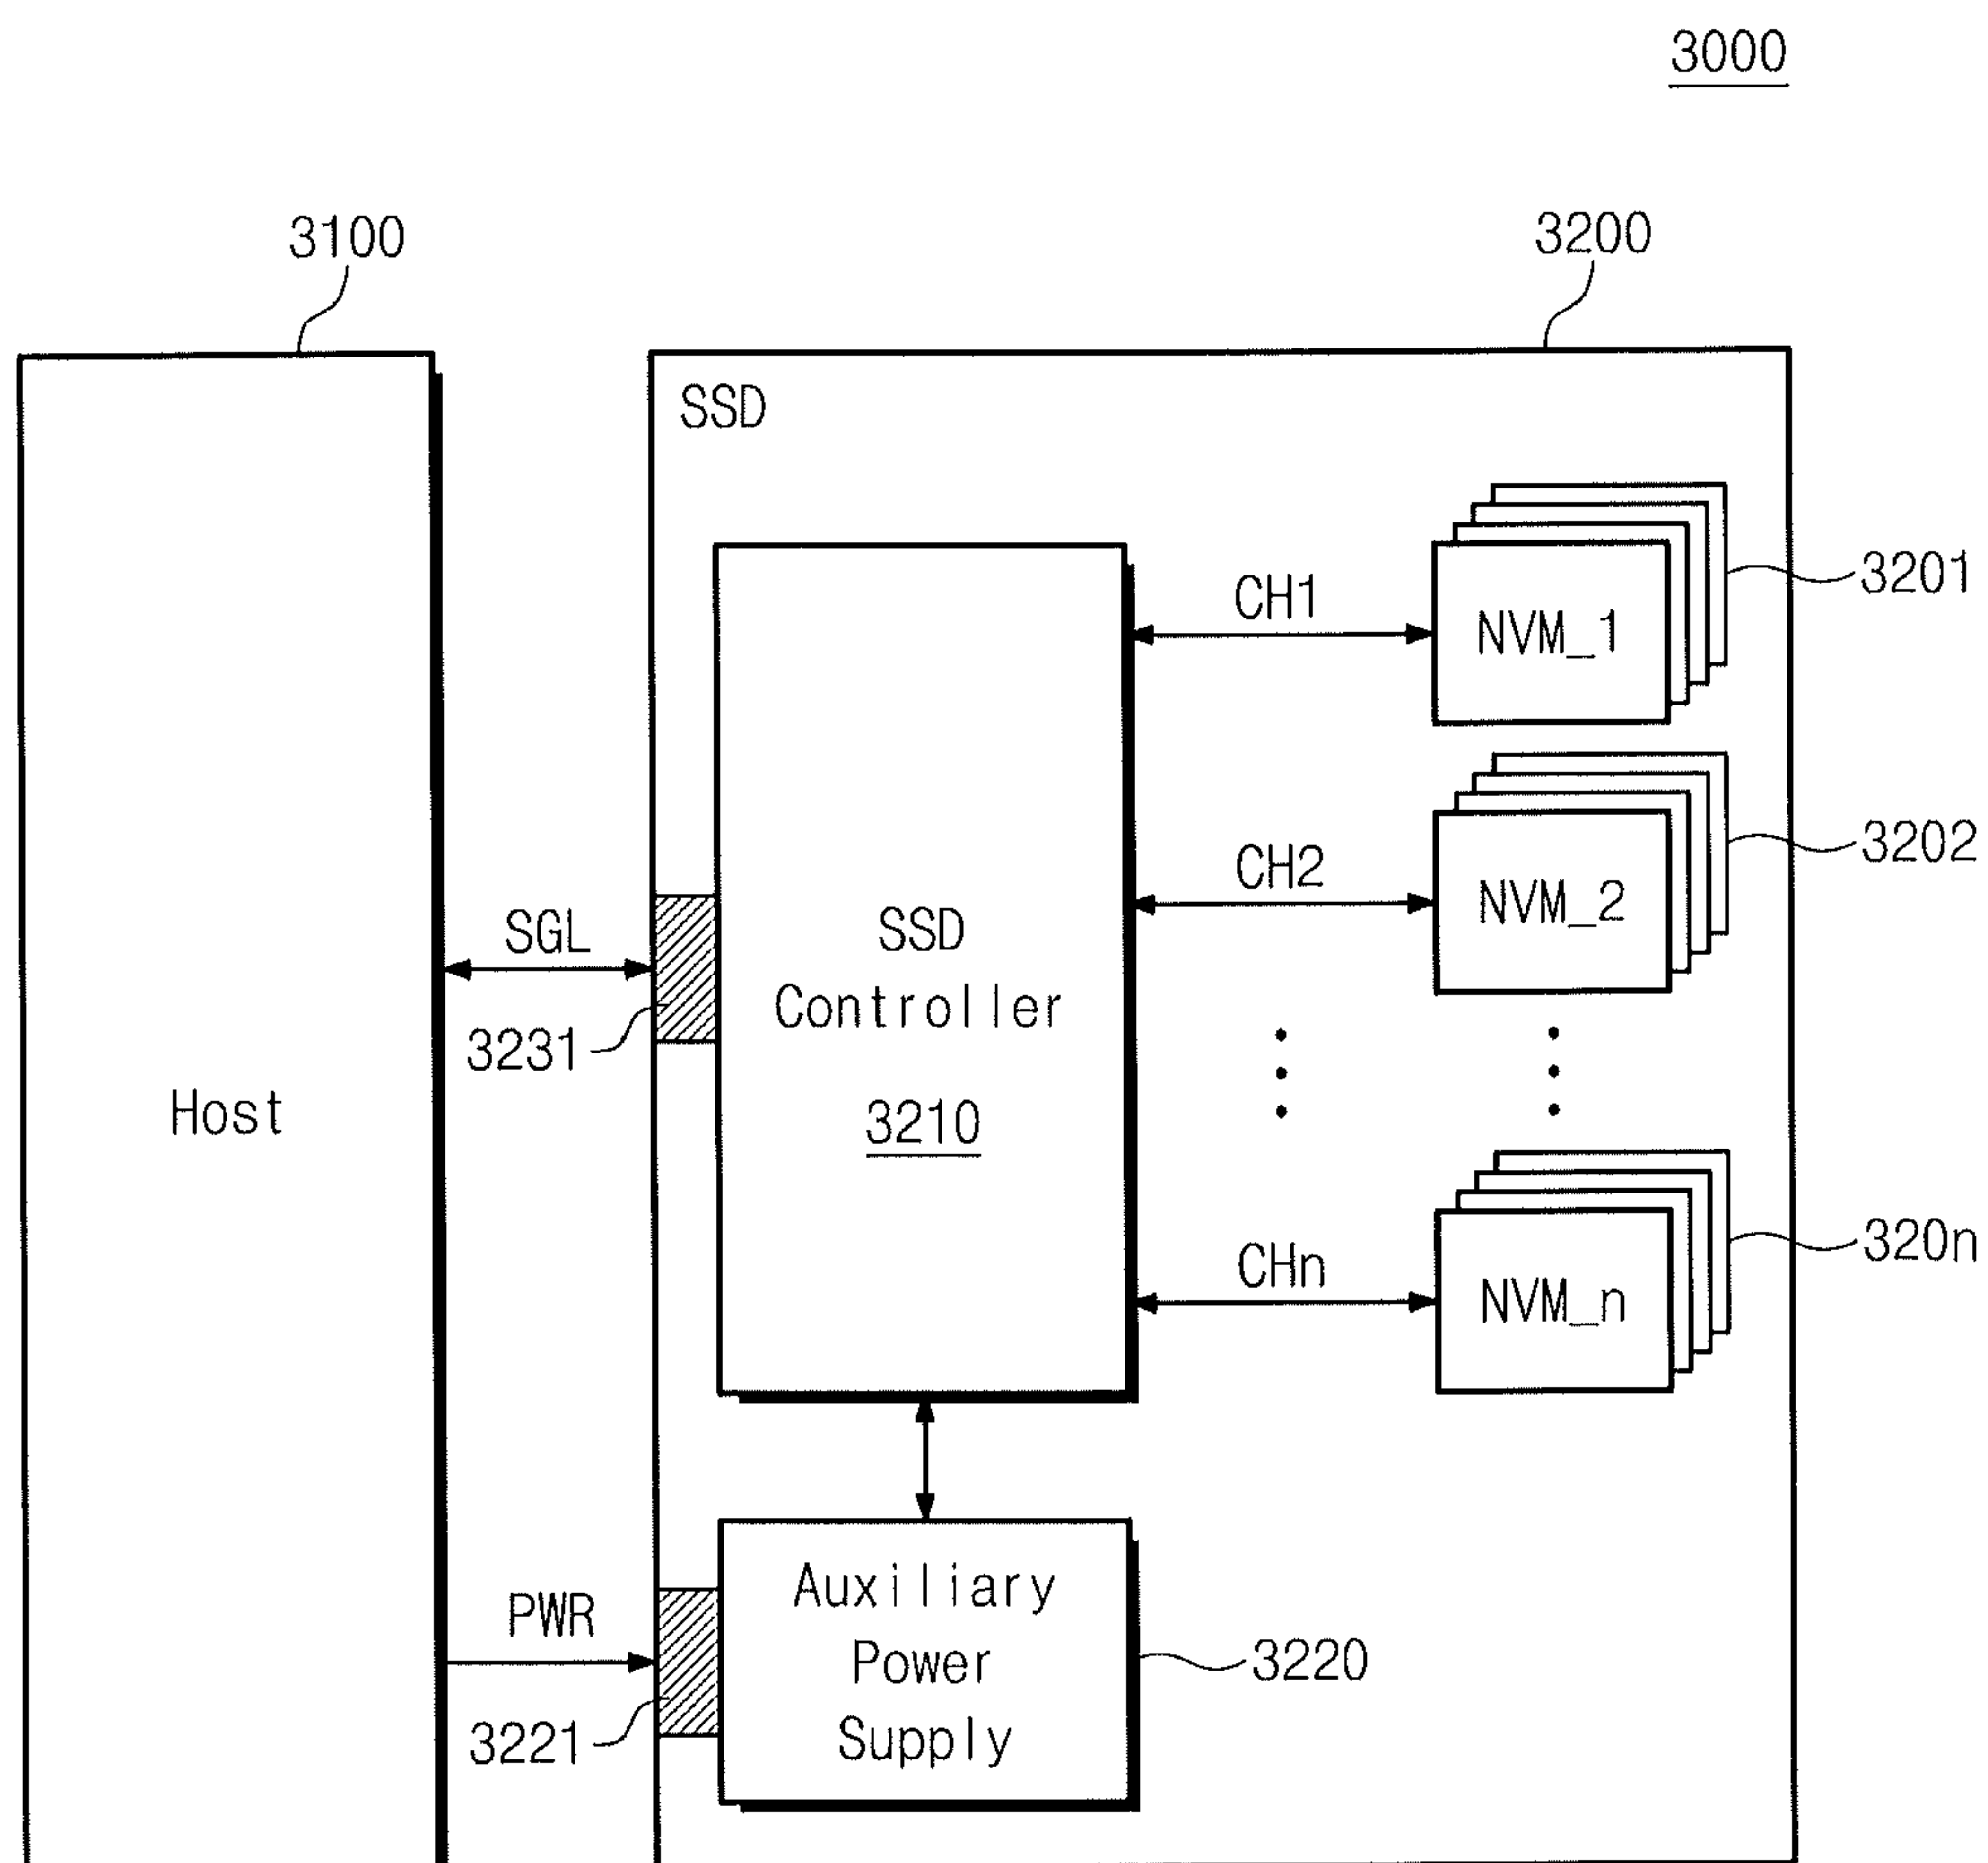 3000
3100
3200
SSD
3201
CH1
NVM_1
3202
CH2
NVM_2
SGL
SSD
Controller
3210
3231
Host
320n
CHn
NVM_n
PWR
Auxiliary
Power
Supply
3220
3221